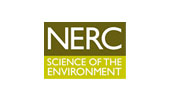 NERC
SCIENCE OF THE
ENVIRONMENT